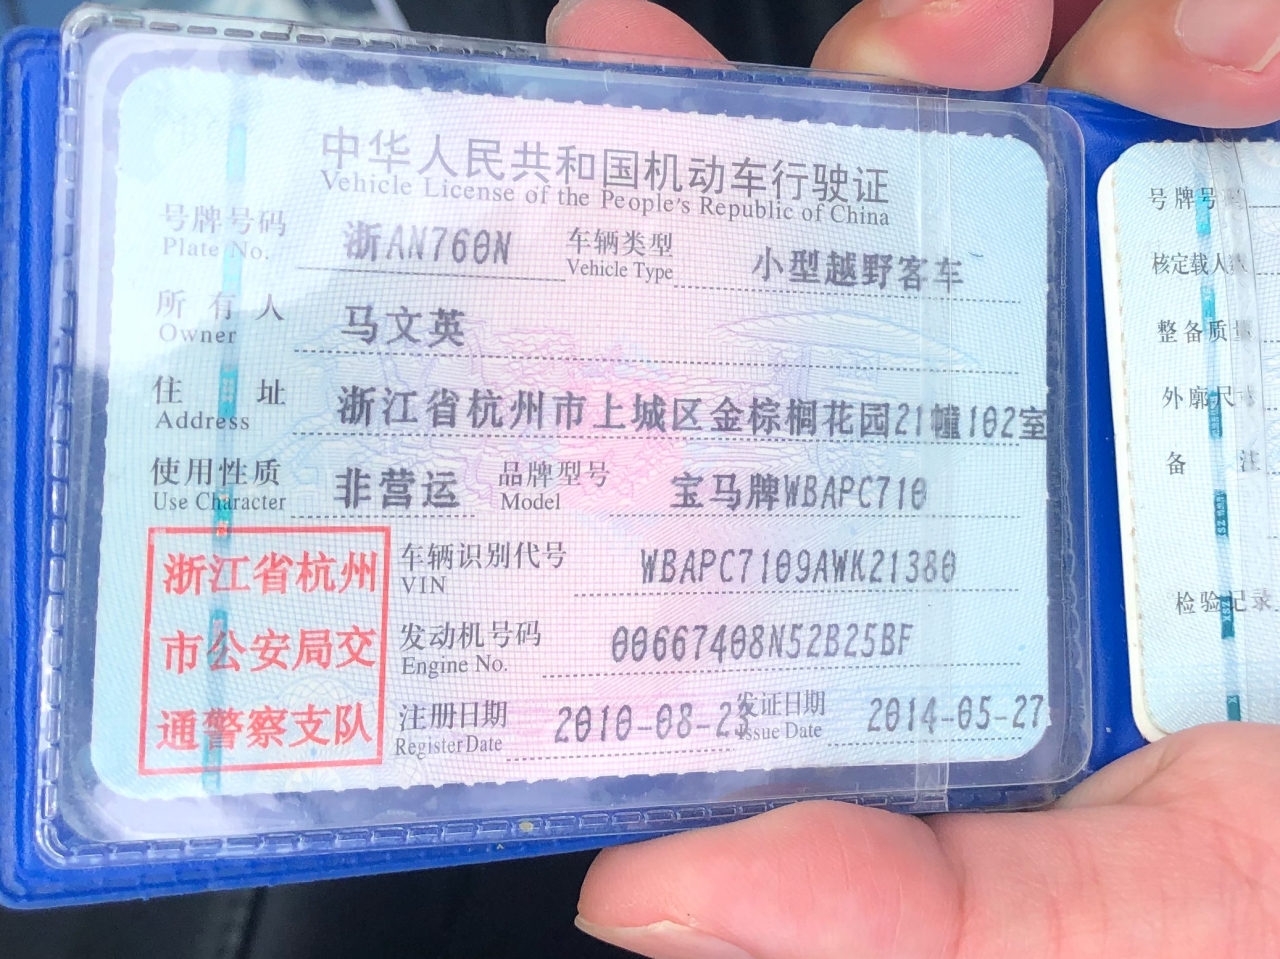 中华人民共和国机动车行驶证
Vehicle License of the People's Republic of China
号牌号码 浙AN760N 车辆类型 小型越野客车
Plate No. Vehicle Type
所有人 马文英
Owner
住址 浙江省杭州市上城区金棕榈花园21幢102室
Address
使用性质 非营运 品牌型号 宝马牌WBAPC710
Use Character Model
浙江省杭州
市公安局交
通警察支队
车辆识别代号 WBAPC7109AWK21380
VIN
发动机号码 00667408N52B25BF
Engine No.
注册日期 2010-08-23 发证日期 2014-05-27
Register Date Issue Date
号牌号
核定载人
整备质量
外廓尺
备注
检验记录